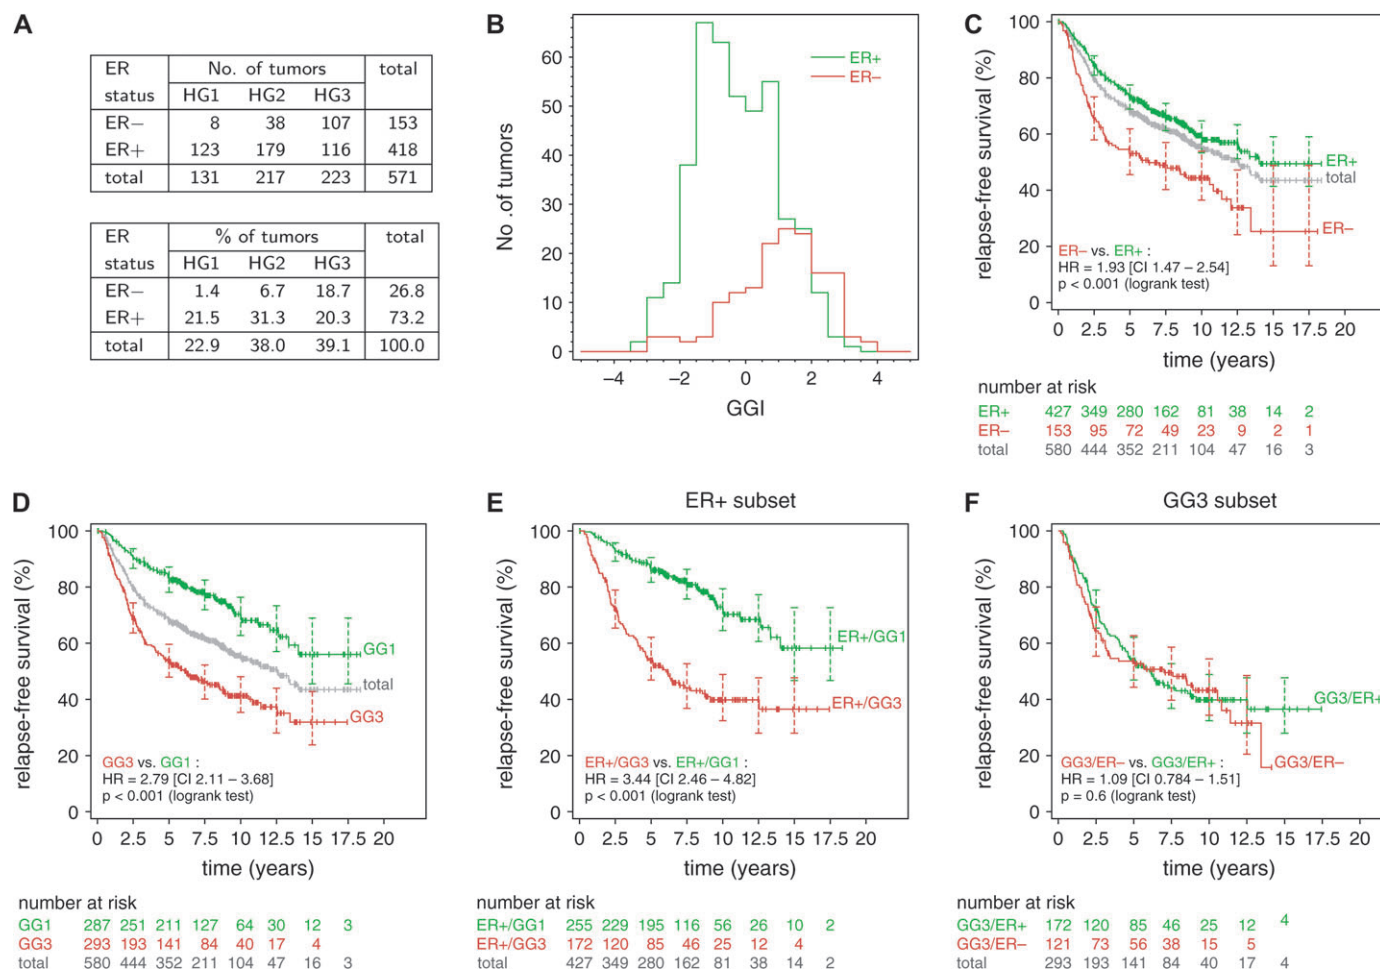 A
ER No. of tumors total
status HG1 HG2 HG3
ER− 8 38 107 153
ER+ 123 179 116 418
total 131 217 223 571
ER % of tumors total
status HG1 HG2 HG3
ER− 1.4 6.7 18.7 26.8
ER+ 21.5 31.3 20.3 73.2
total 22.9 38.0 39.1 100.0
B
No .of tumors
60
50
40
30
20
10
0
−4 −2 0 2 4
GGI
ER+
ER−
C
relapse-free survival (%)
100
80
60
40
20
0
ER+
total
ER−
ER− vs. ER+ :
HR = 1.93 [CI 1.47 − 2.54]
p < 0.001 (logrank test)
0 2.5 5 7.5 10 12.5 15 17.5 20
time (years)
number at risk
ER+ 427 349 280 162 81 38 14 2
ER− 153 95 72 49 23 9 2 1
total 580 444 352 211 104 47 16 3
D
relapse-free survival (%)
100
80
60
40
20
0
GG1
total
GG3
GG3 vs. GG1 :
HR = 2.79 [CI 2.11 − 3.68]
p < 0.001 (logrank test)
0 2.5 5 7.5 10 12.5 15 17.5 20
time (years)
number at risk
GG1 287 251 211 127 64 30 12 3
GG3 293 193 141 84 40 17 4
total 580 444 352 211 104 47 16 3
E
ER+ subset
relapse-free survival (%)
100
80
60
40
20
0
ER+/GG1
ER+/GG3
ER+/GG3 vs. ER+/GG1 :
HR = 3.44 [CI 2.46 − 4.82]
p < 0.001 (logrank test)
0 2.5 5 7.5 10 12.5 15 17.5 20
time (years)
number at risk
ER+/GG1 255 229 195 116 56 26 10 2
ER+/GG3 172 120 85 46 25 12 4
total 427 349 280 162 81 38 14 2
F
GG3 subset
relapse-free survival (%)
100
80
60
40
20
0
GG3/ER+
GG3/ER−
GG3/ER− vs. GG3/ER+ :
HR = 1.09 [CI 0.784 − 1.51]
p = 0.6 (logrank test)
0 2.5 5 7.5 10 12.5 15 17.5 20
time (years)
number at risk
GG3/ER+ 172 120 85 46 25 12 4
GG3/ER− 121 73 56 38 15 5
total 293 193 141 84 40 17 4